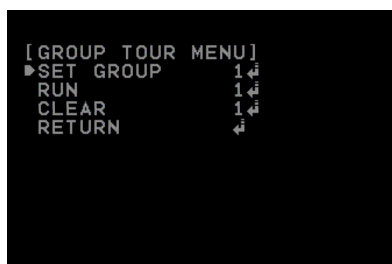 [GROUP TOUR MENU]
SET GROUP 1↲
RUN 1↲
CLEAR 1↲
RETURN ↲